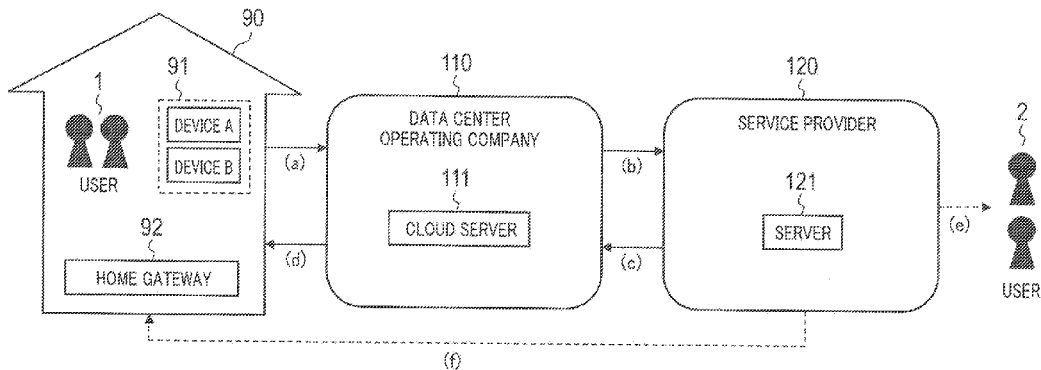 90
91
1
DEVICE A
DEVICE B
USER
92
HOME GATEWAY
(a)
(d)
110
DATA CENTER
OPERATING COMPANY
111
CLOUD SERVER
(b)
(c)
120
SERVICE PROVIDER
121
SERVER
(e)
2
USER
(f)